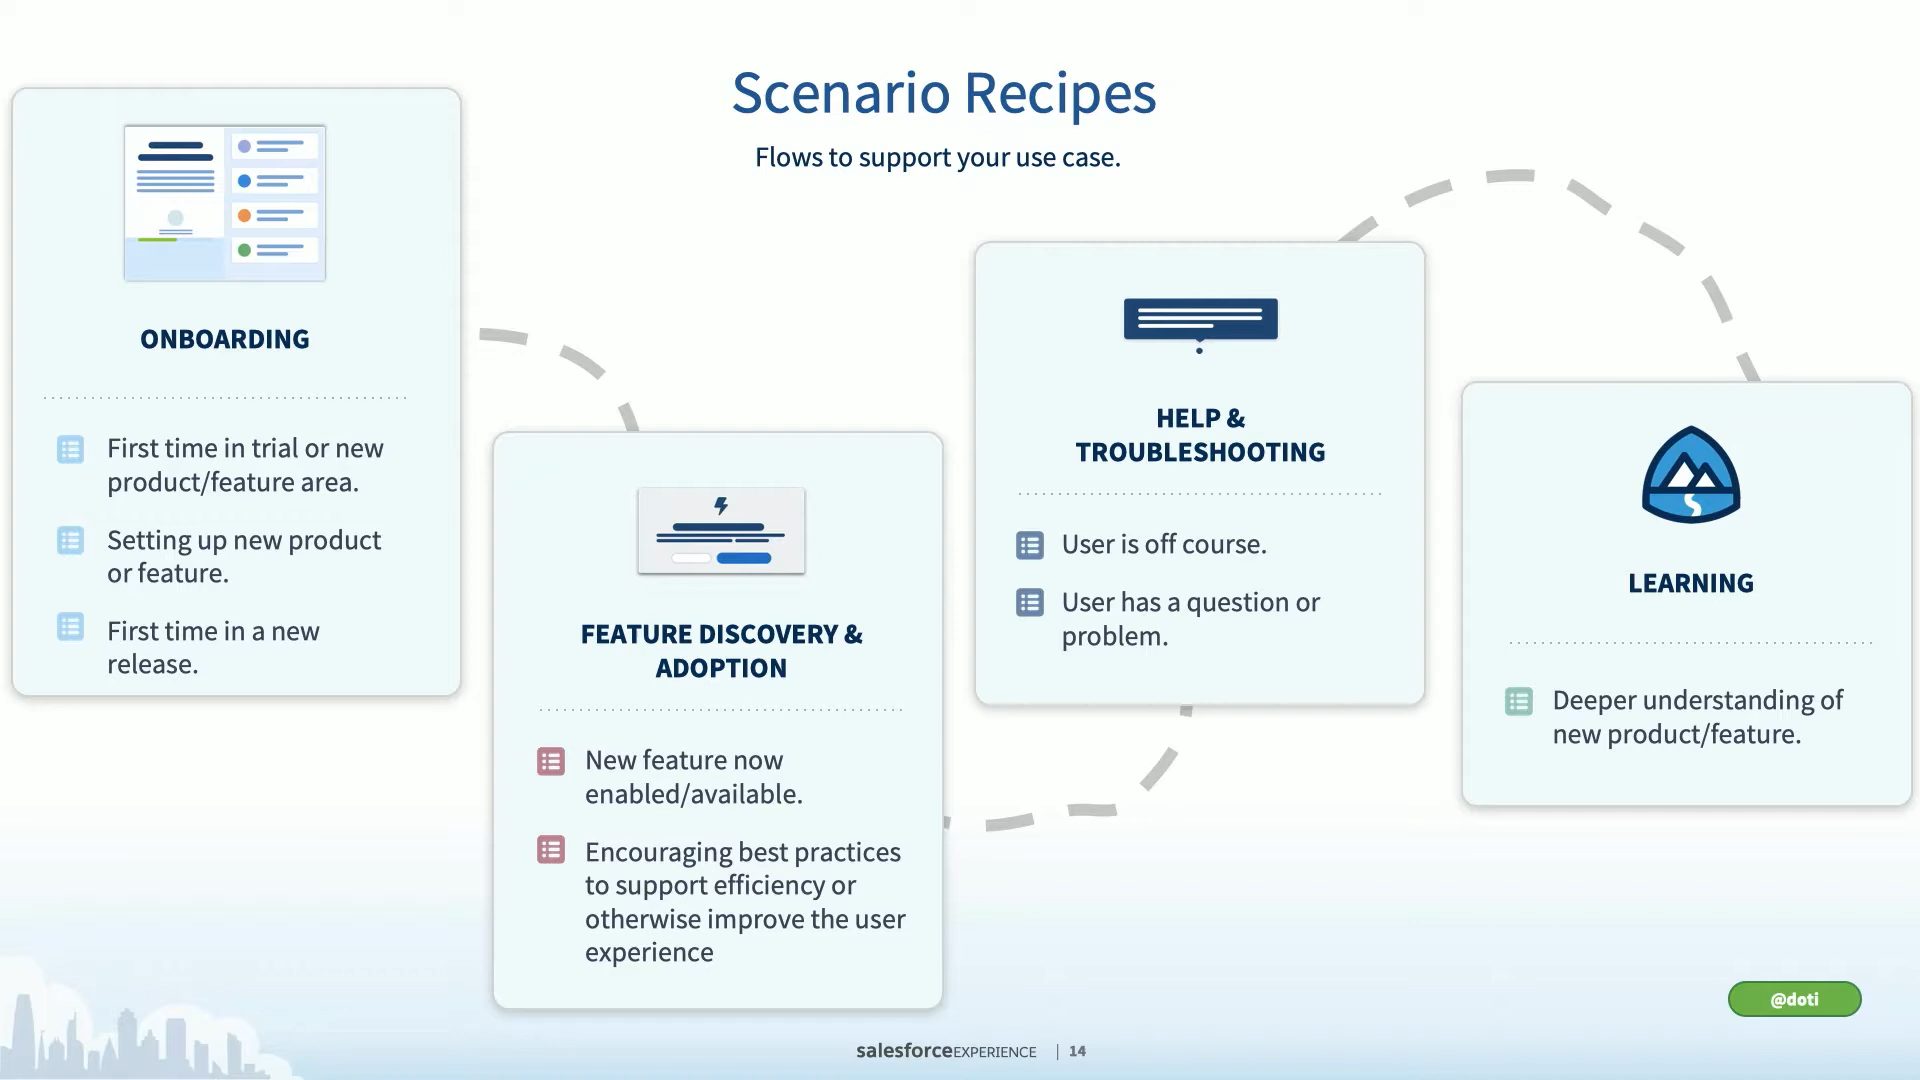 Scenario Recipes
Flows to support your use case.
ONBOARDING
First time in trial or new
product/feature area.
Setting up new product
or feature.
First time in a new
release.
FEATURE DISCOVERY &
ADOPTION
New feature now
enabled/available.
Encouraging best practices
to support efficiency or
otherwise improve the user
experience
HELP &
TROUBLESHOOTING
User is off course.
User has a question or
problem.
LEARNING
Deeper understanding of
new product/feature.
@doti
salesforceEXPERIENCE | 14